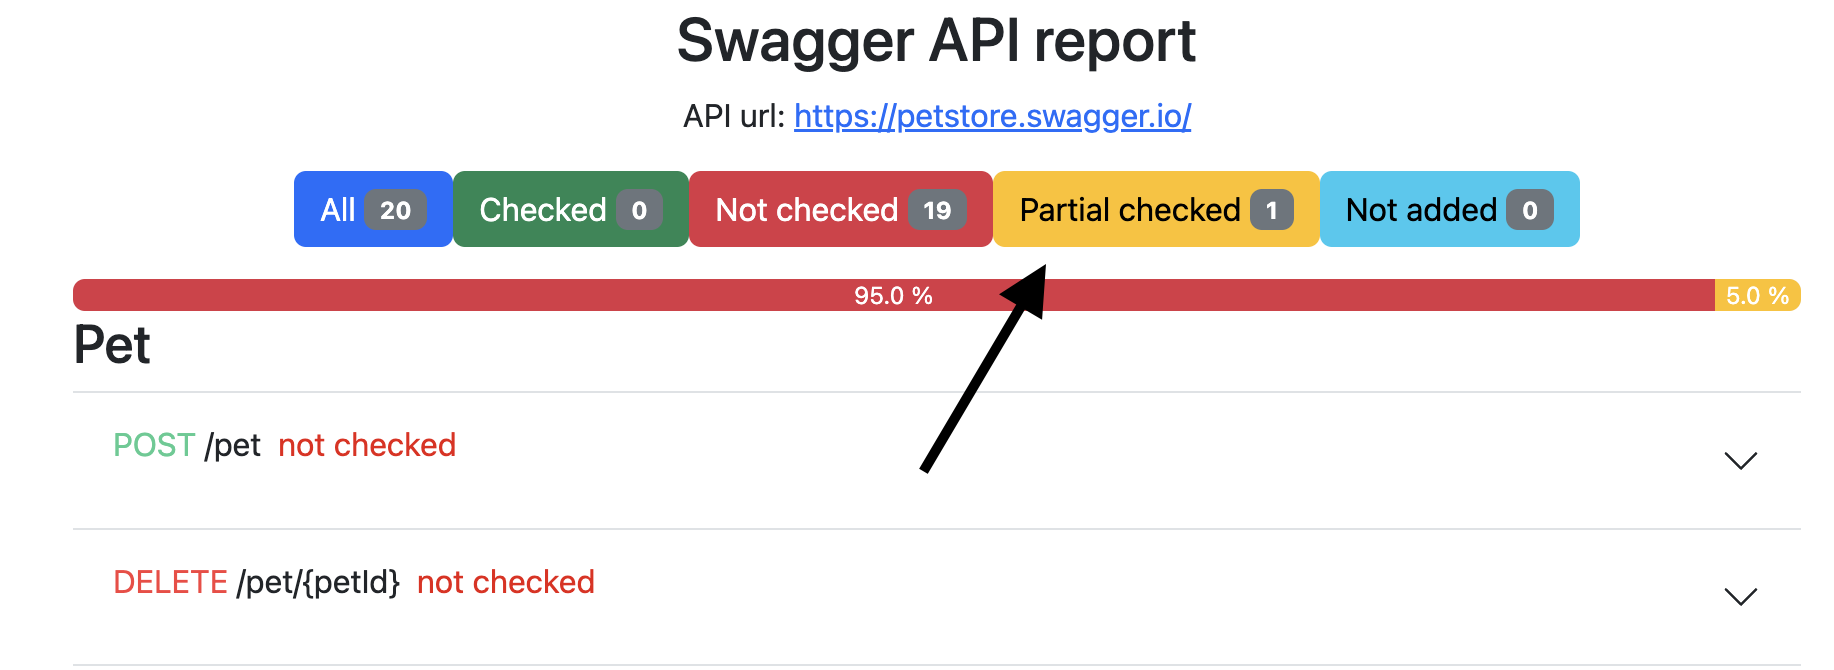 Swagger API report
API url: https://petstore.swagger.io/
All 20 Checked 0 Not checked 19 Partial checked 1 Not added 0
95.0 % 5.0 %
Pet
POST /pet not checked
DELETE /pet/{petId} not checked